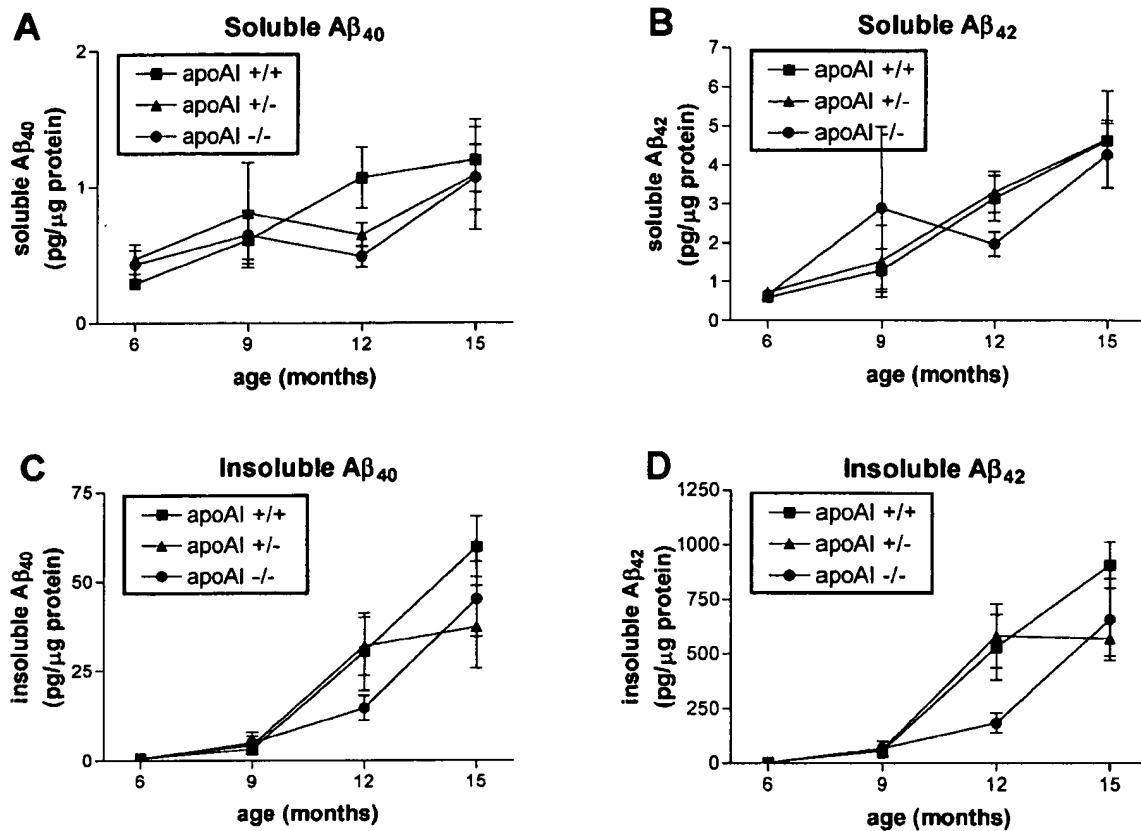 A
Soluble Aβ40
2
1
0
soluble Aβ40
(pg/µg protein)
apoAI +/+
apoAI +/-
apoAI -/-
6 9 12 15
age (months)
B
Soluble Aβ42
7
6
5
4
3
2
1
0
soluble Aβ42
(pg/µg protein)
apoAI +/+
apoAI +/-
apoAI -/-
6 9 12 15
age (months)
C
Insoluble Aβ40
75
50
25
0
insoluble Aβ40
(pg/µg protein)
apoAI +/+
apoAI +/-
apoAI -/-
6 9 12 15
age (months)
D
Insoluble Aβ42
1250
1000
750
500
250
0
insoluble Aβ42
(pg/µg protein)
apoAI +/+
apoAI +/-
apoAI -/-
6 9 12 15
age (months)